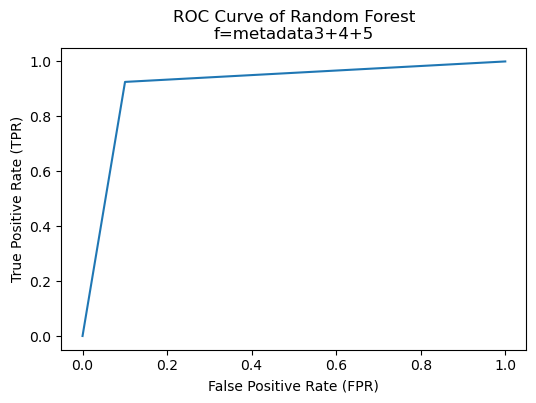 ROC Curve of Random Forest
f=metadata3+4+5
1.0
0.8
0.6
0.4
0.2
0.0
True Positive Rate (TPR)
0.0 0.2 0.4 0.6 0.8 1.0
False Positive Rate (FPR)